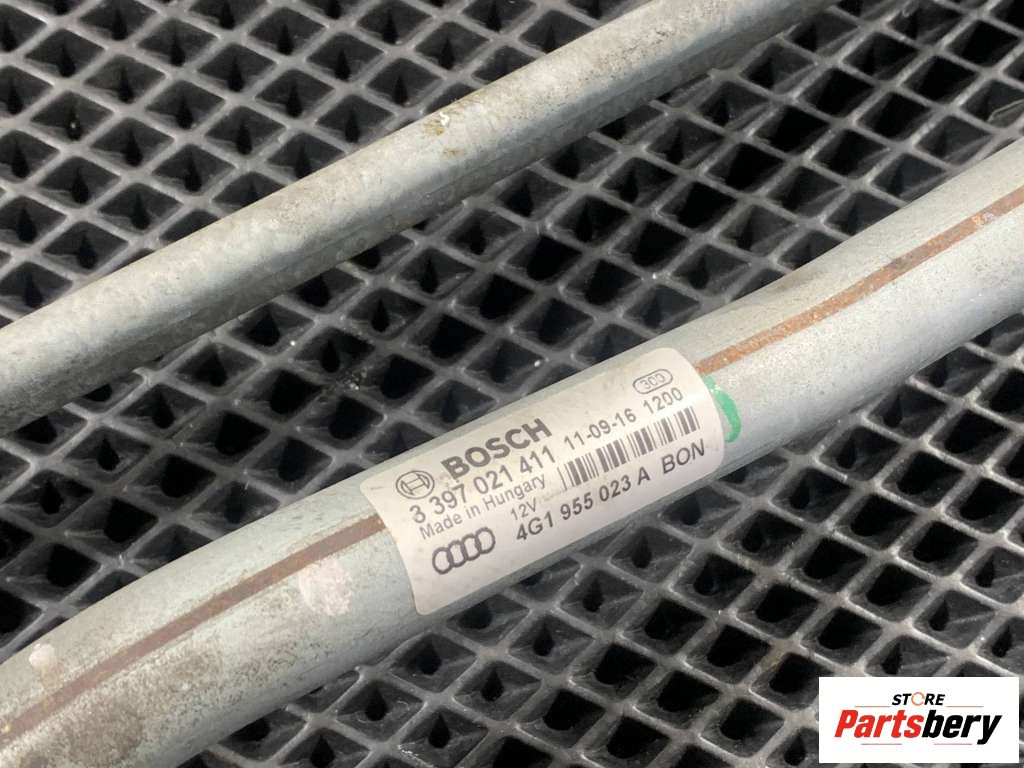 BOSCH 11-09-16 1200
3 397 021 411
Made in Hungary
12V
4G1 955 023 A BON
STORE
Partsbery